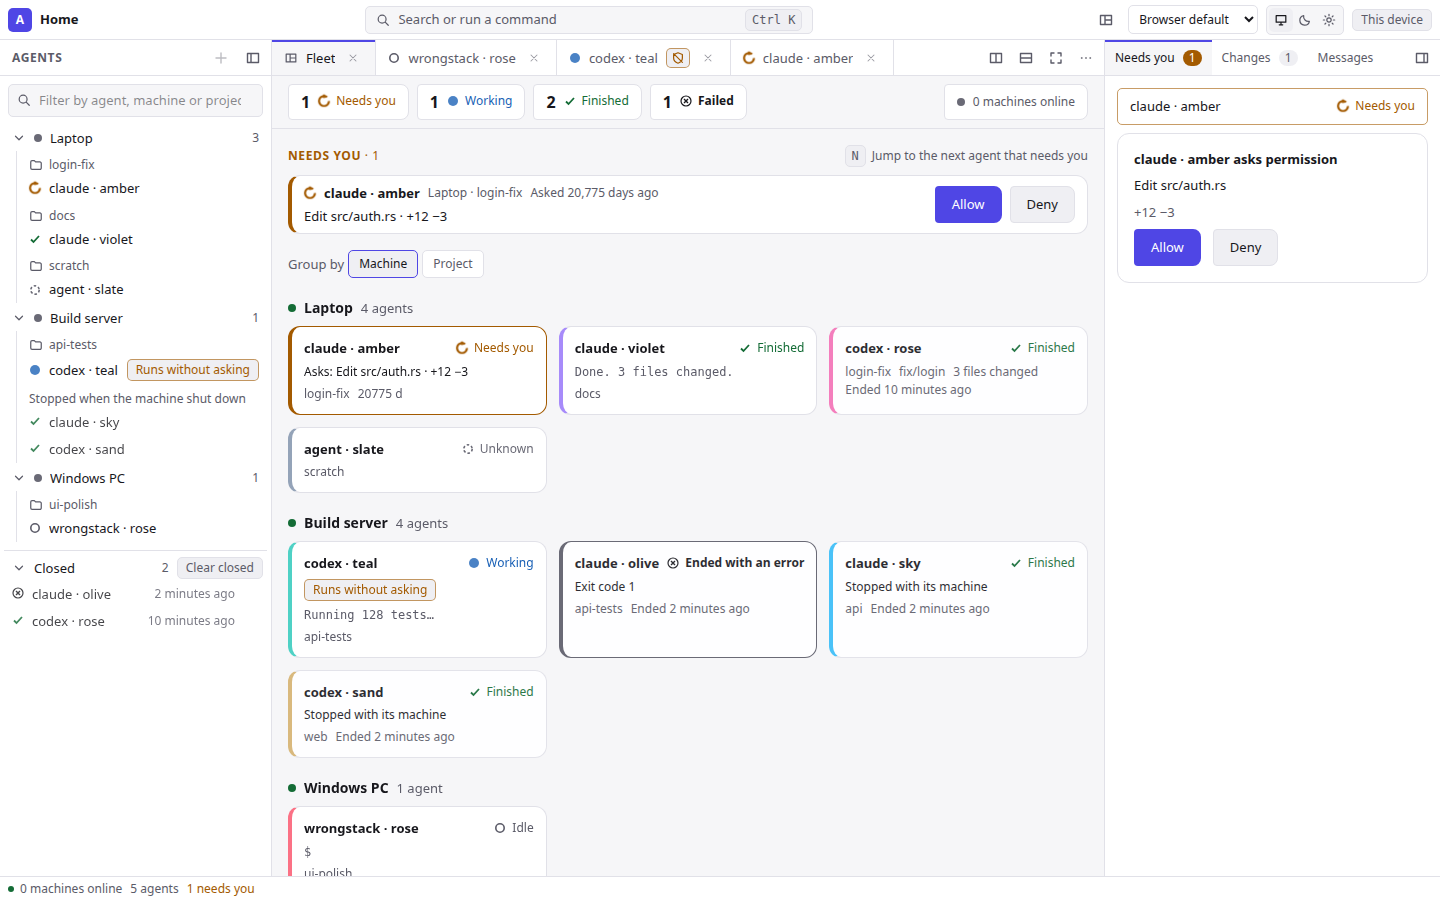 A Home
Search or run a command Ctrl K
Browser default
This device
AGENTS
Filter by agent, machine or projec
Laptop 3
login-fix
claude · amber
docs
claude · violet
scratch
agent · slate
Build server 1
api-tests
codex · teal Runs without asking
Stopped when the machine shut down
claude · sky
codex · sand
Windows PC 1
ui-polish
wrongstack · rose
Closed 2 Clear closed
claude · olive 2 minutes ago
codex · rose 10 minutes ago
Fleet
wrongstack · rose
codex · teal
claude · amber
1 Needs you
1 Working
2 Finished
1 Failed
0 machines online
NEEDS YOU · 1
N Jump to the next agent that needs you
claude · amber Laptop · login-fix Asked 20,775 days ago
Edit src/auth.rs · +12 −3
Allow Deny
Group by Machine Project
Laptop 4 agents
claude · amber Needs you
Asks: Edit src/auth.rs · +12 −3
login-fix 20775 d
claude · violet Finished
Done. 3 files changed.
docs
codex · rose Finished
login-fix fix/login 3 files changed
Ended 10 minutes ago
agent · slate Unknown
scratch
Build server 4 agents
codex · teal Working
Runs without asking
Running 128 tests…
api-tests
claude · olive Ended with an error
Exit code 1
api-tests Ended 2 minutes ago
claude · sky Finished
Stopped with its machine
api Ended 2 minutes ago
codex · sand Finished
Stopped with its machine
web Ended 2 minutes ago
Windows PC 1 agent
wrongstack · rose Idle
$
ui-polish
Needs you 1
Changes 1
Messages
claude · amber Needs you
claude · amber asks permission
Edit src/auth.rs
+12 −3
Allow Deny
0 machines online 5 agents 1 needs you